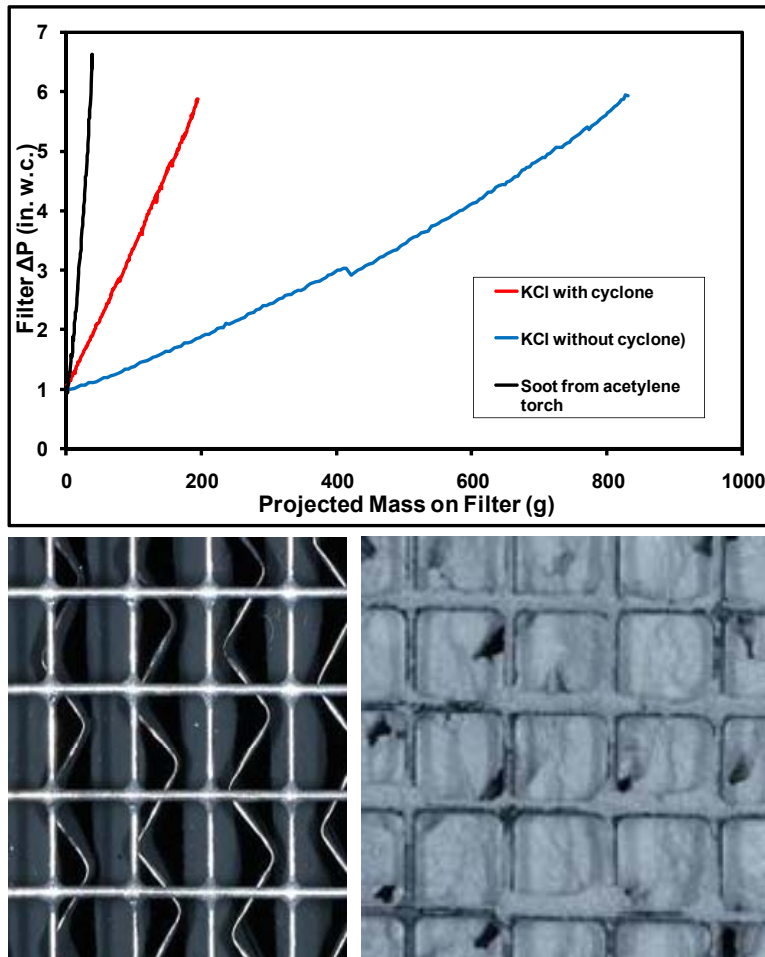 7
6
5
4
3
2
1
0
Filter ΔP (in. w.c.)
KCl with cyclone
KCl without cyclone)
Soot from acetylene
torch
0 200 400 600 800 1000
Projected Mass on Filter (g)